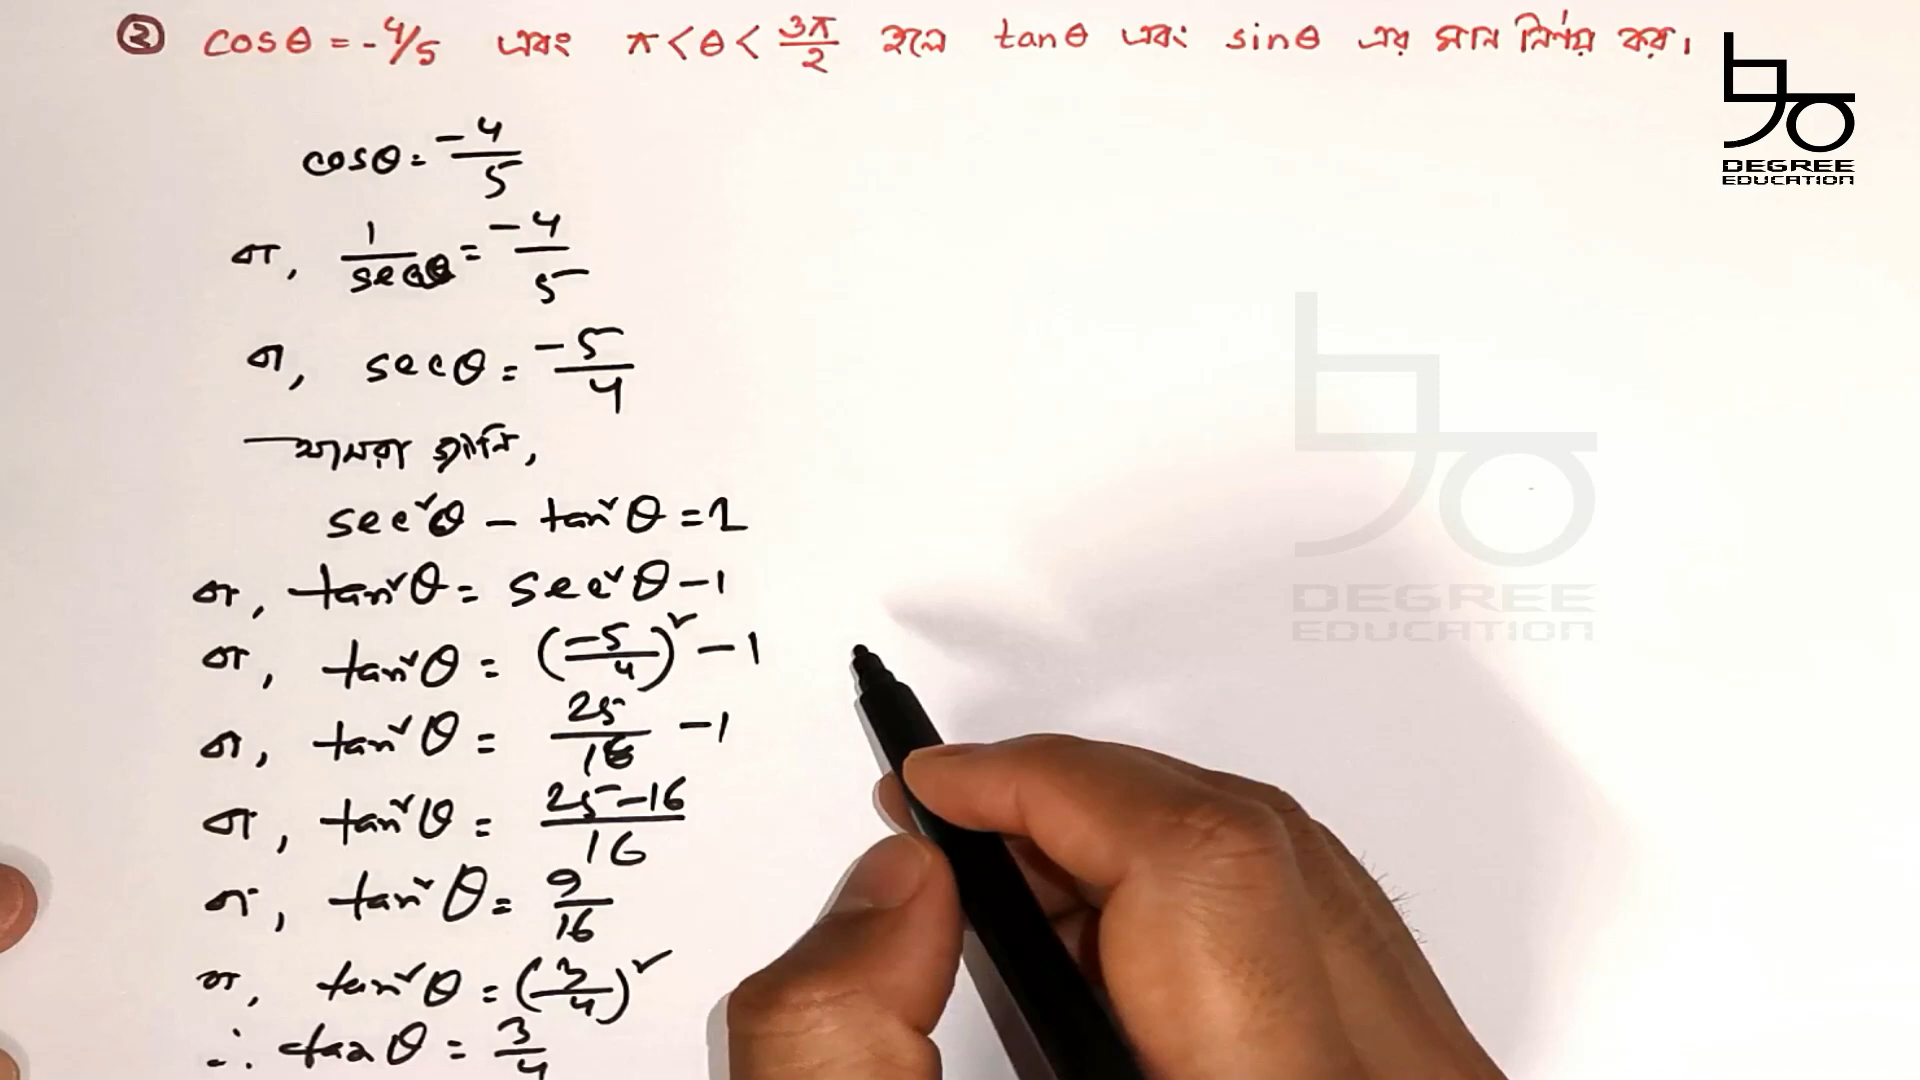 ② cosθ = -4/5 এবং π < θ < 3π/2 হলে tanθ এবং sinθ এর মান নির্ণয় কর।
DEGREE
EDUCATION
cosθ = -4/5
বা, 1/secθ = -4/5
বা, secθ = -5/4
আমরা জানি,
sec²θ - tan²θ = 1
বা, tan²θ = sec²θ - 1
বা, tan²θ = (-5/4)² - 1
বা, tan²θ = 25/16 - 1
বা, tan²θ = 25-16/16
বা, tan²θ = 9/16
বা, tan²θ = (3/4)²
∴ tanθ = 3/4
DEGREE
EDUCATION